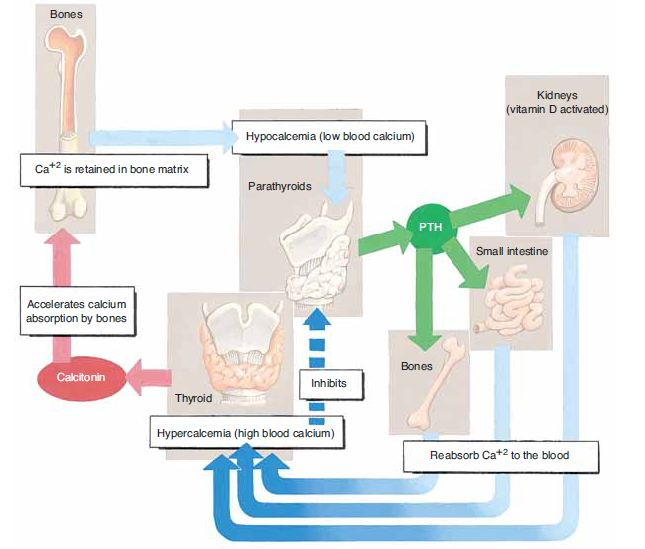 Bones
Kidneys
(vitamin D activated)
Hypocalcemia (low blood calcium)
Ca+2 is retained in bone matrix
Parathyroids
PTH
Small intestine
Accelerates calcium
absorption by bones
Calcitonin
Thyroid
Inhibits
Bones
Hypercalcemia (high blood calcium)
Reabsorb Ca+2 to the blood